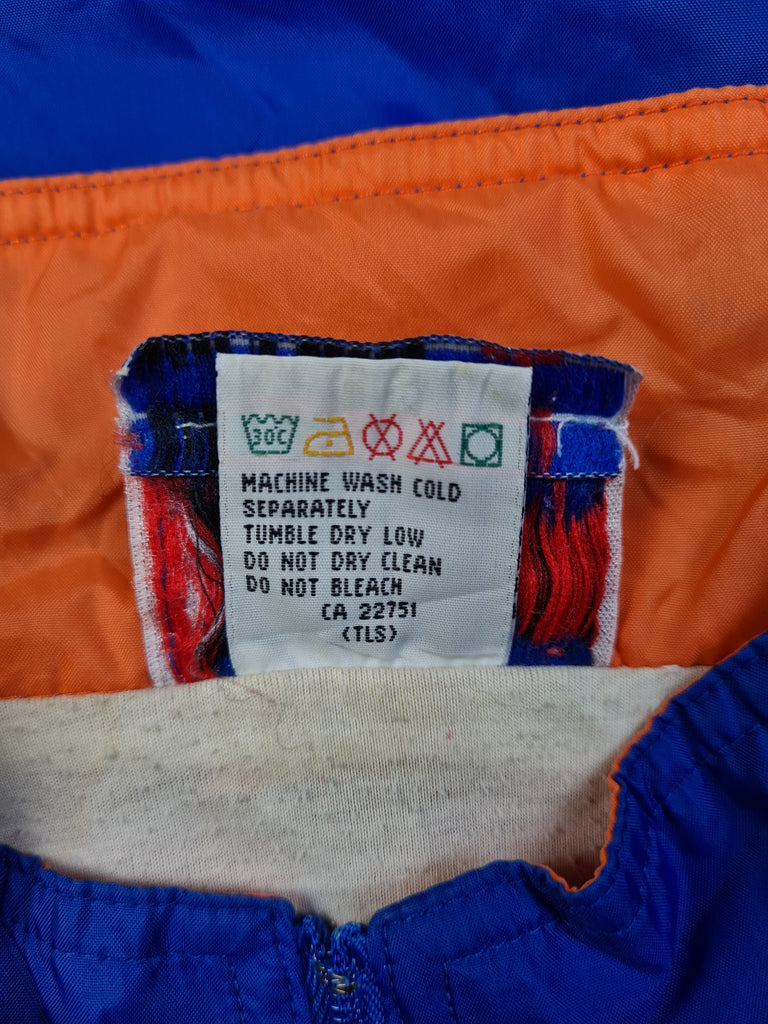 30C
MACHINE WASH COLD
SEPARATELY
TUMBLE DRY LOW
DO NOT DRY CLEAN
DO NOT BLEACH
CA 22751
(TLS)